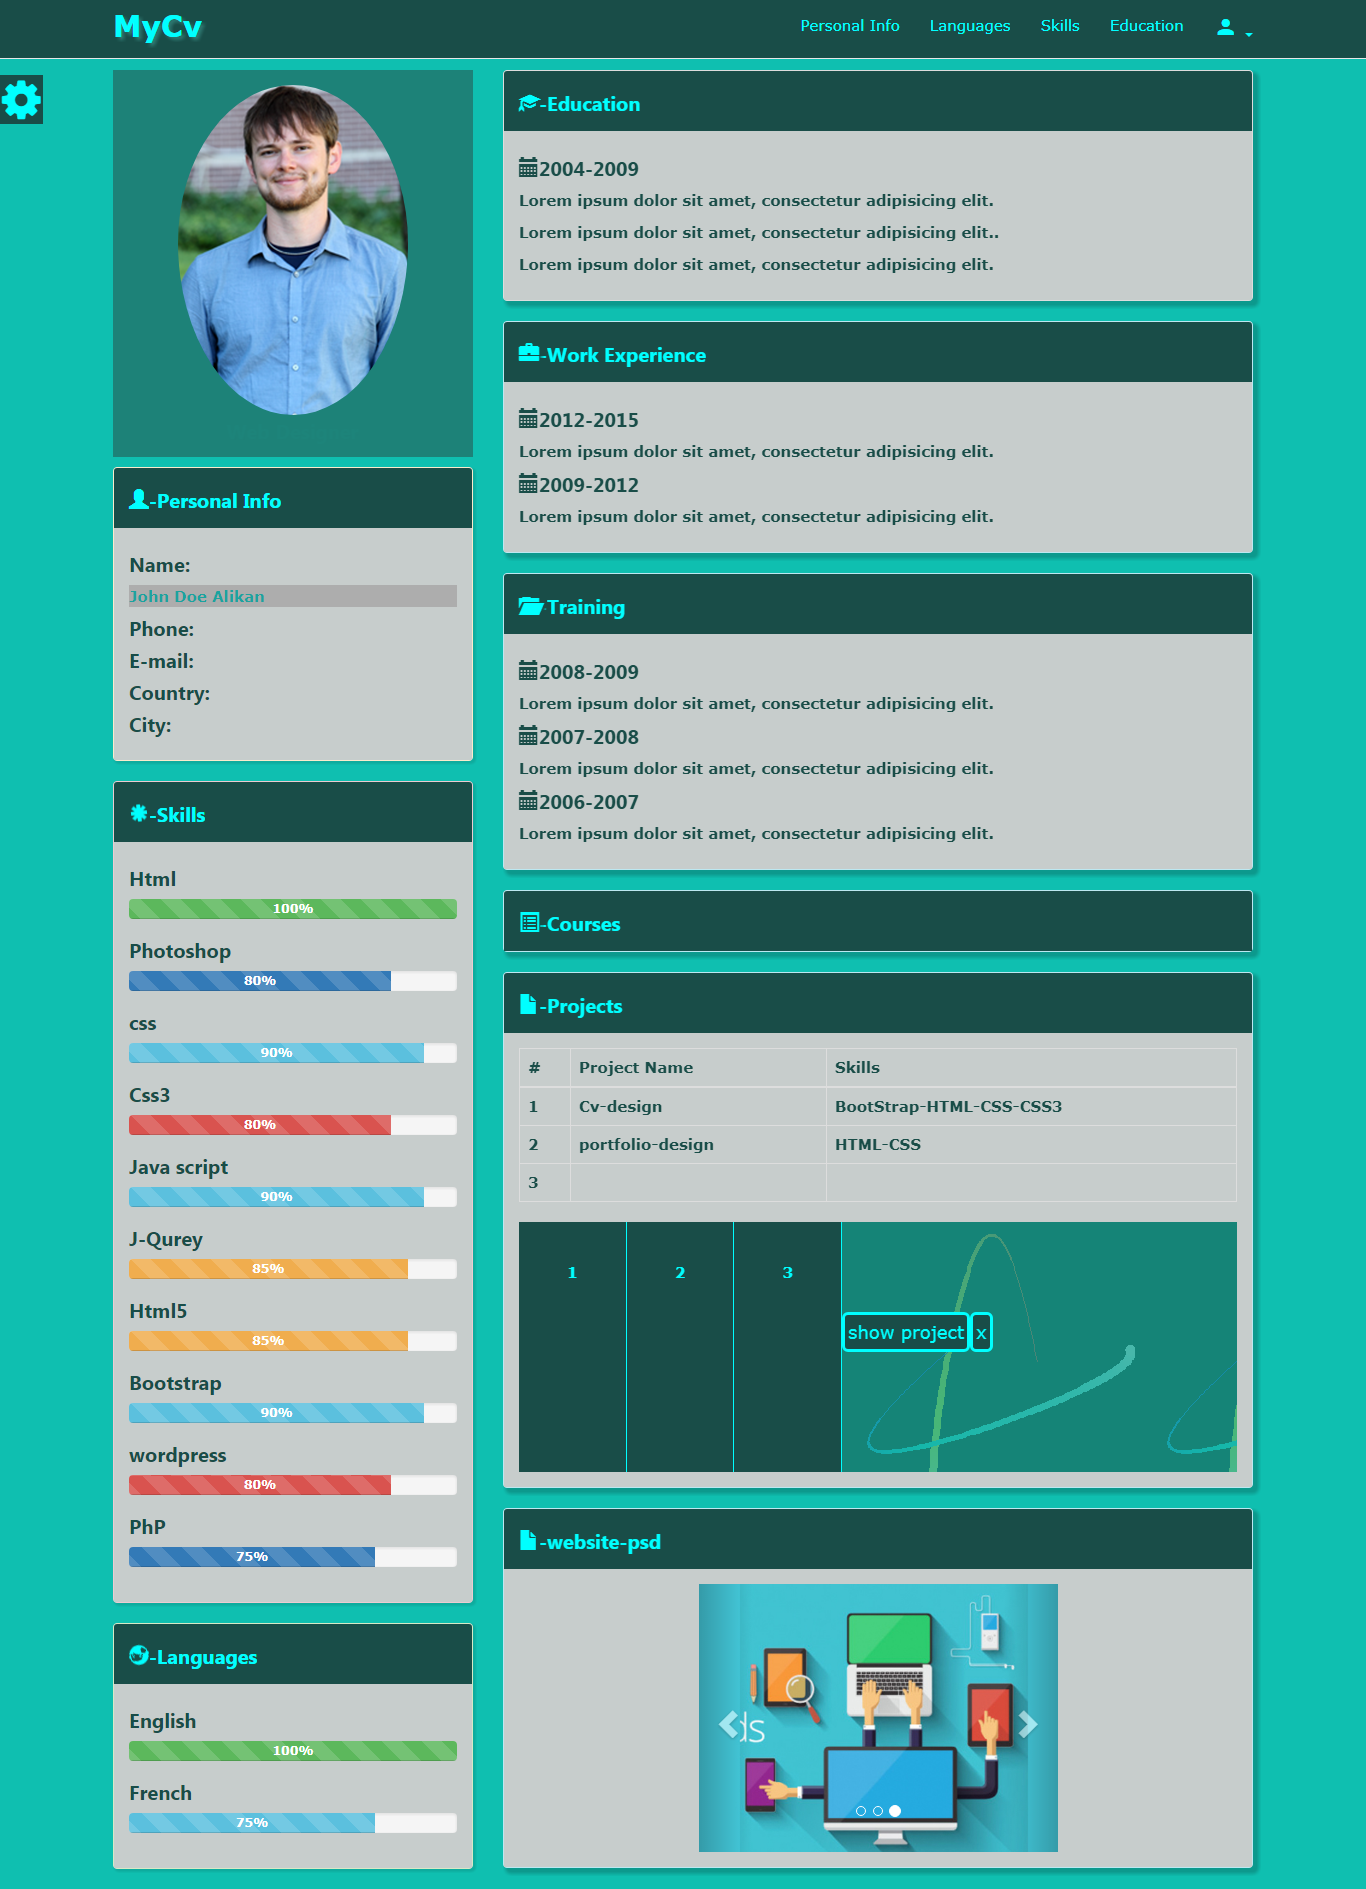 MyCv
Personal Info Languages Skills Education
-Personal Info
Name:
John Doe Alikan
Phone:
E-mail:
Country:
City:
-Skills
Html
100%
Photoshop
80%
css
90%
Css3
80%
Java script
90%
J-Qurey
85%
Html5
85%
Bootstrap
90%
wordpress
80%
PhP
75%
-Languages
English
100%
French
75%
-Education
2004-2009
Lorem ipsum dolor sit amet, consectetur adipisicing elit.
Lorem ipsum dolor sit amet, consectetur adipisicing elit..
Lorem ipsum dolor sit amet, consectetur adipisicing elit.
-Work Experience
2012-2015
Lorem ipsum dolor sit amet, consectetur adipisicing elit.
2009-2012
Lorem ipsum dolor sit amet, consectetur adipisicing elit.
-Training
2008-2009
Lorem ipsum dolor sit amet, consectetur adipisicing elit.
2007-2008
Lorem ipsum dolor sit amet, consectetur adipisicing elit.
2006-2007
Lorem ipsum dolor sit amet, consectetur adipisicing elit.
-Courses
-Projects
# Project Name Skills
1 Cv-design BootStrap-HTML-CSS-CSS3
2 portfolio-design HTML-CSS
3
1 2 3
show project x
-website-psd
ds